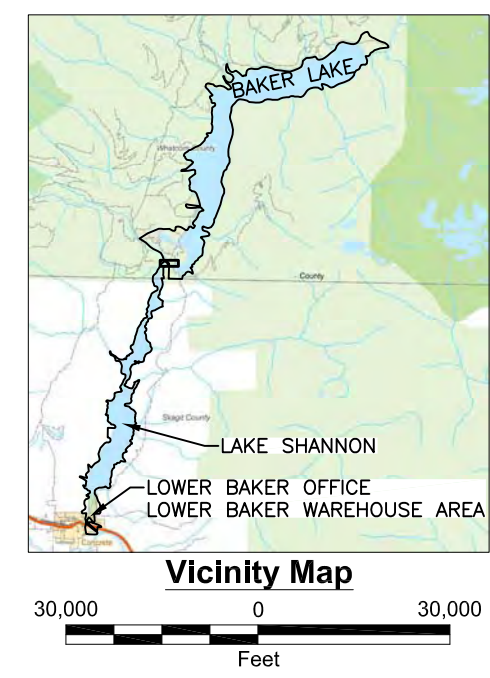 BAKER LAKE
Whatcom County
County
Skagit County
LAKE SHANNON
LOWER BAKER OFFICE
LOWER BAKER WAREHOUSE AREA
Concrete
Vicinity Map
30,000 0 30,000
Feet